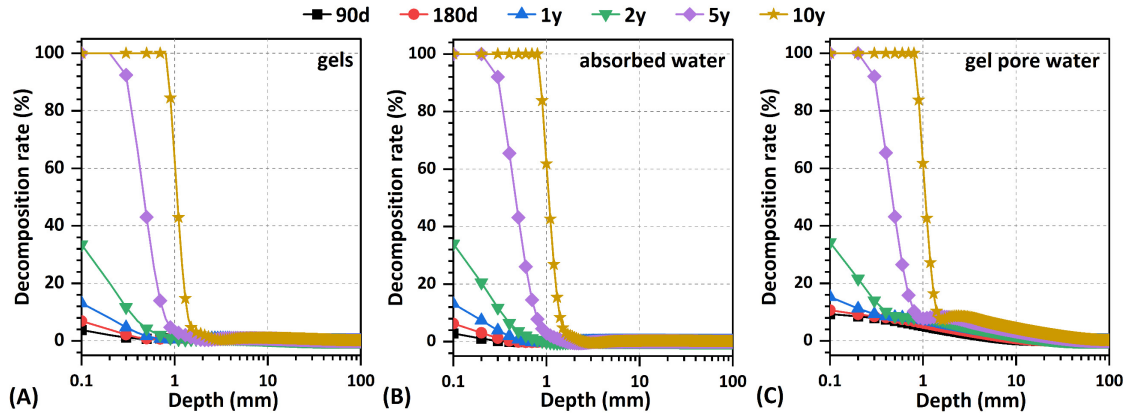 90d 180d 1y 2y 5y 10y
gels
absorbed water
gel pore water
Decomposition rate (%)
100
80
60
40
20
0
0.1 1 10 100
Depth (mm)
(A)
Decomposition rate (%)
100
80
60
40
20
0
0.1 1 10 100
Depth (mm)
(B)
Decomposition rate (%)
100
80
60
40
20
0
0.1 1 10 100
Depth (mm)
(C)